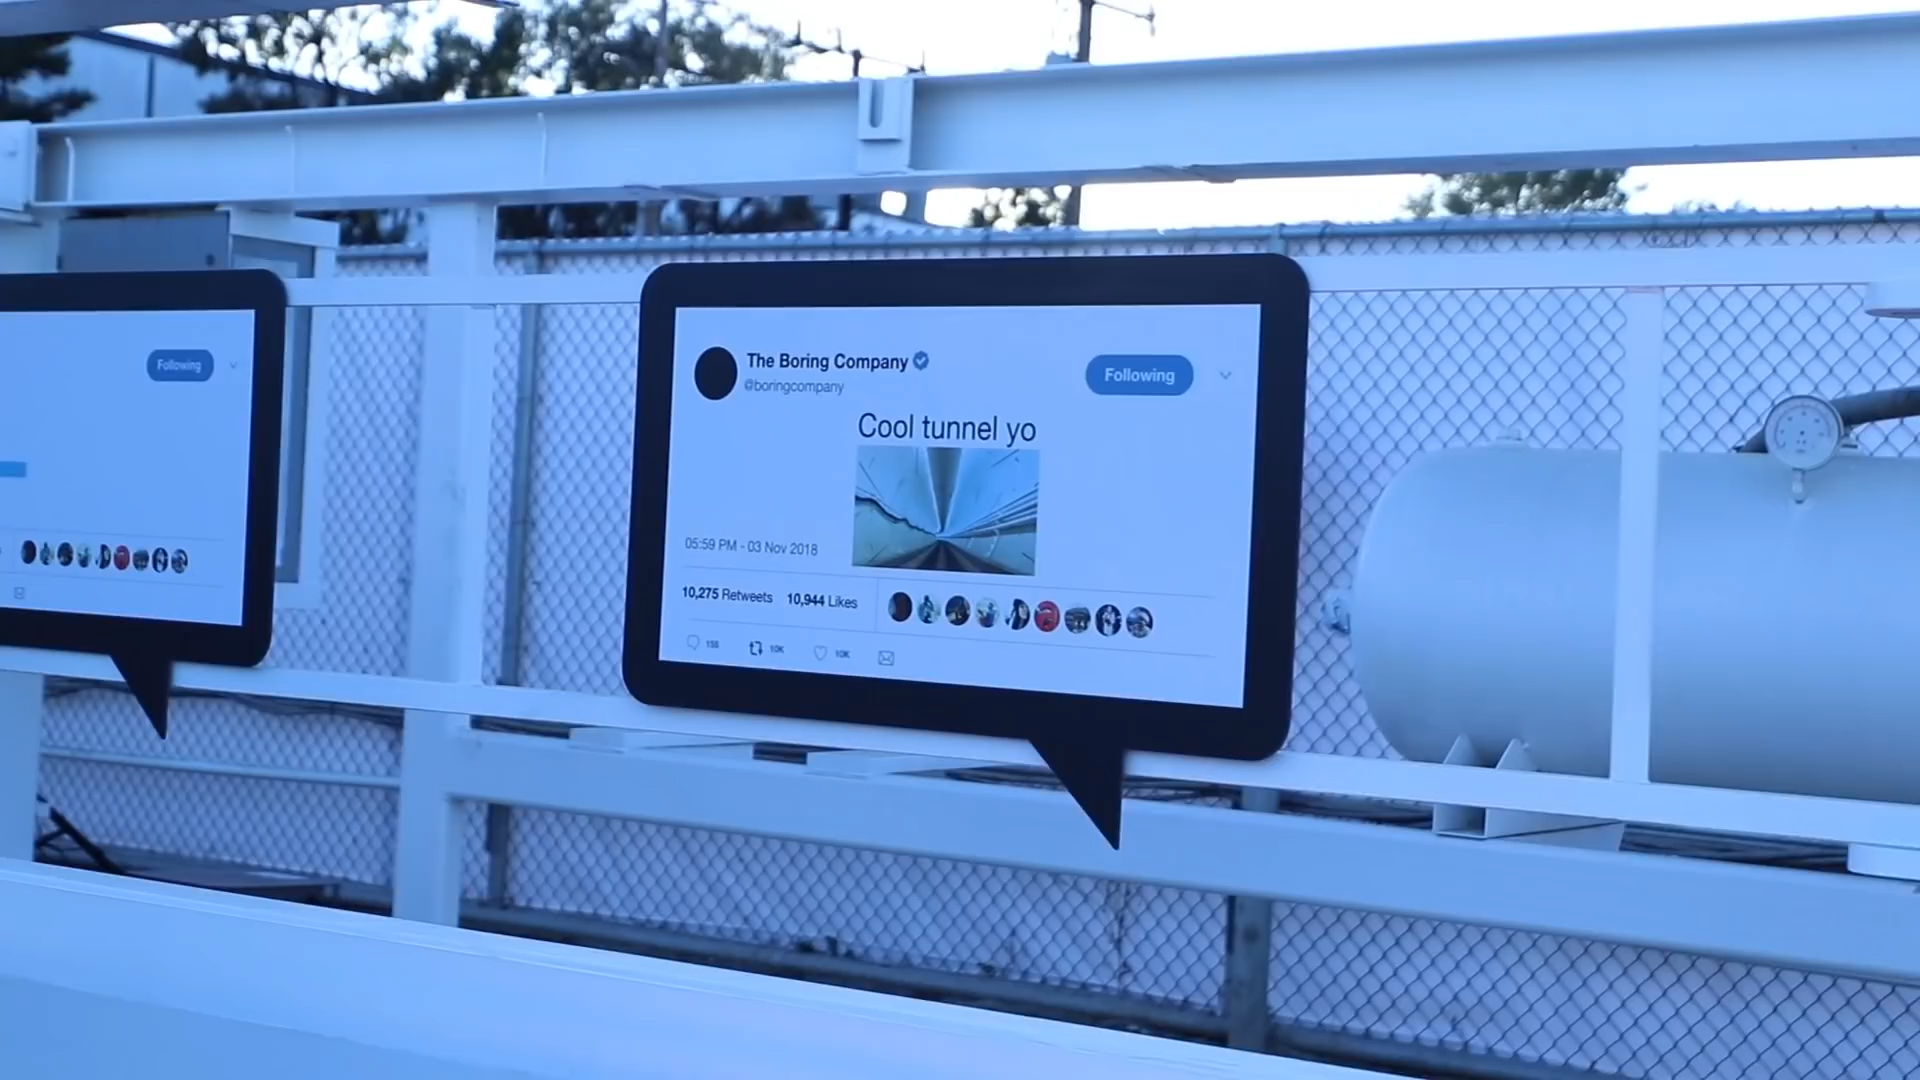 Following
The Boring Company
@boringcompany
Following
Cool tunnel yo
05:59 PM - 03 Nov 2018
10,275 Retweets 10,944 Likes
155 10K 10K